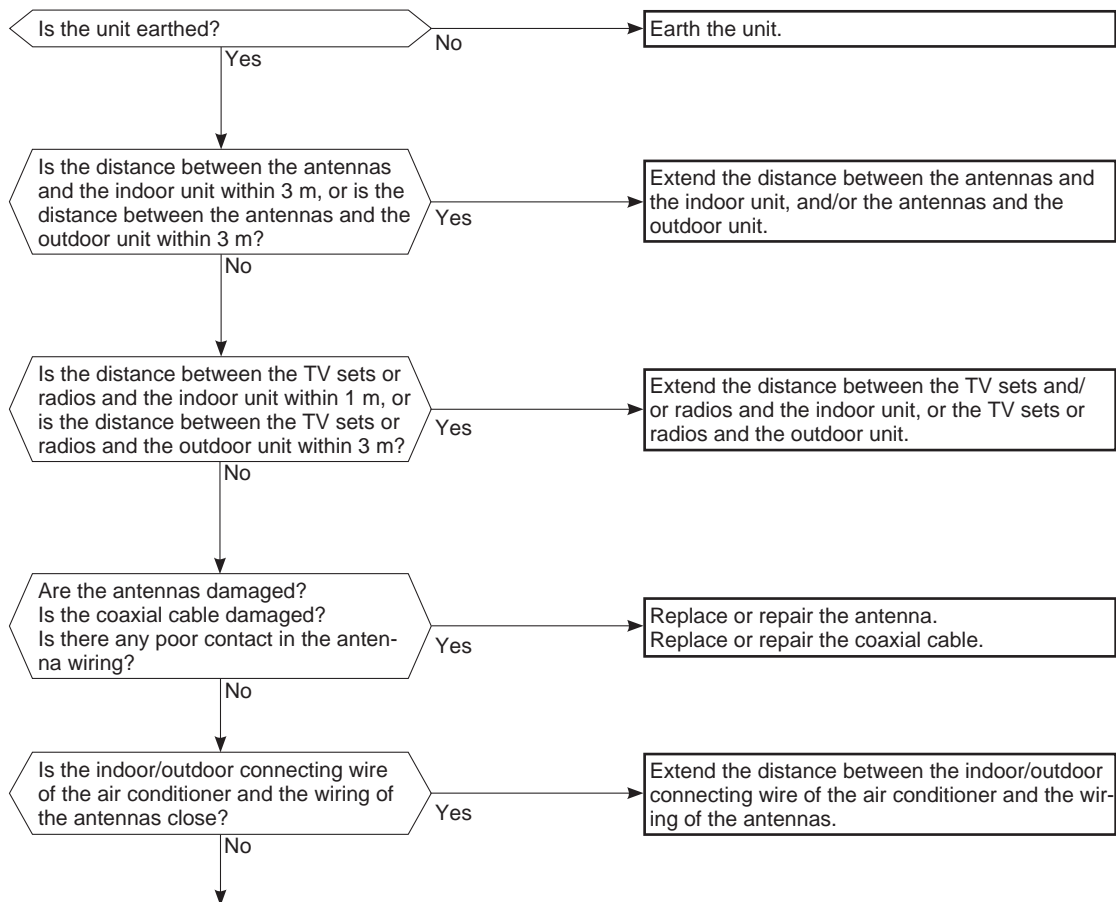 Is the unit earthed?
No
Earth the unit.
Yes
Is the distance between the antennas
and the indoor unit within 3 m, or is the
distance between the antennas and the
outdoor unit within 3 m?
Yes
Extend the distance between the antennas and
the indoor unit, and/or the antennas and the
outdoor unit.
No
Is the distance between the TV sets or
radios and the indoor unit within 1 m, or
is the distance between the TV sets or
radios and the outdoor unit within 3 m?
Yes
Extend the distance between the TV sets and/
or radios and the indoor unit, or the TV sets or
radios and the outdoor unit.
No
Are the antennas damaged?
Is the coaxial cable damaged?
Is there any poor contact in the anten-
na wiring?
Yes
Replace or repair the antenna.
Replace or repair the coaxial cable.
No
Is the indoor/outdoor connecting wire
of the air conditioner and the wiring of
the antennas close?
Yes
Extend the distance between the indoor/outdoor
connecting wire of the air conditioner and the wir-
ing of the antennas.
No